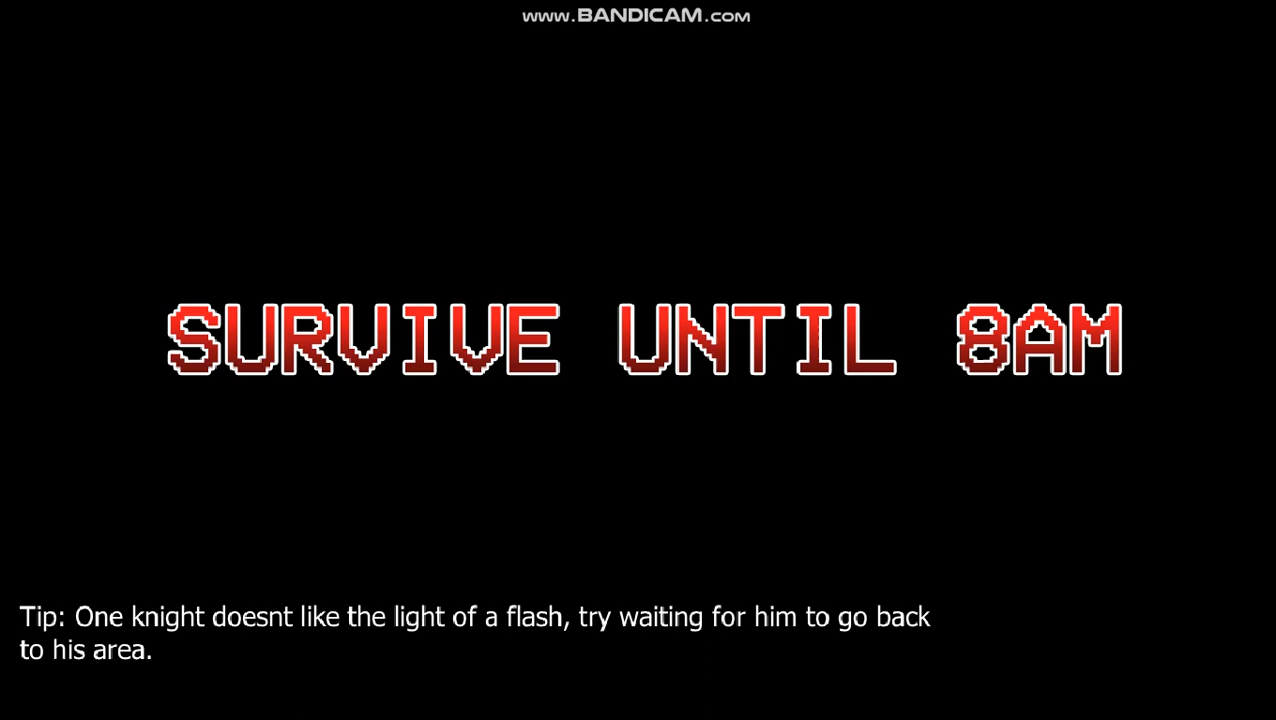 www.BANDICAM.com
SURVIVE UNTIL 8AM
Tip: One knight doesnt like the light of a flash, try waiting for him to go back
to his area.